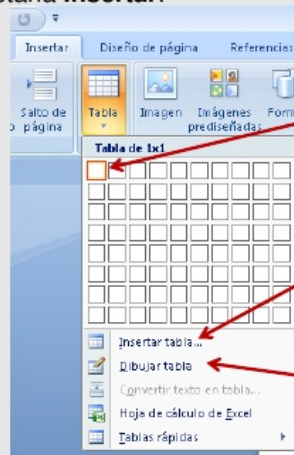 Insertar.
Insertar Diseño de página Referencias
Salto de página
Tabla
Imagen
Imágenes prediseñadas
Tabla de 1x1
Insertar tabla...
Dibujar tabla
Convertir texto en tabla...
Hoja de cálculo de Excel
Tablas rápidas